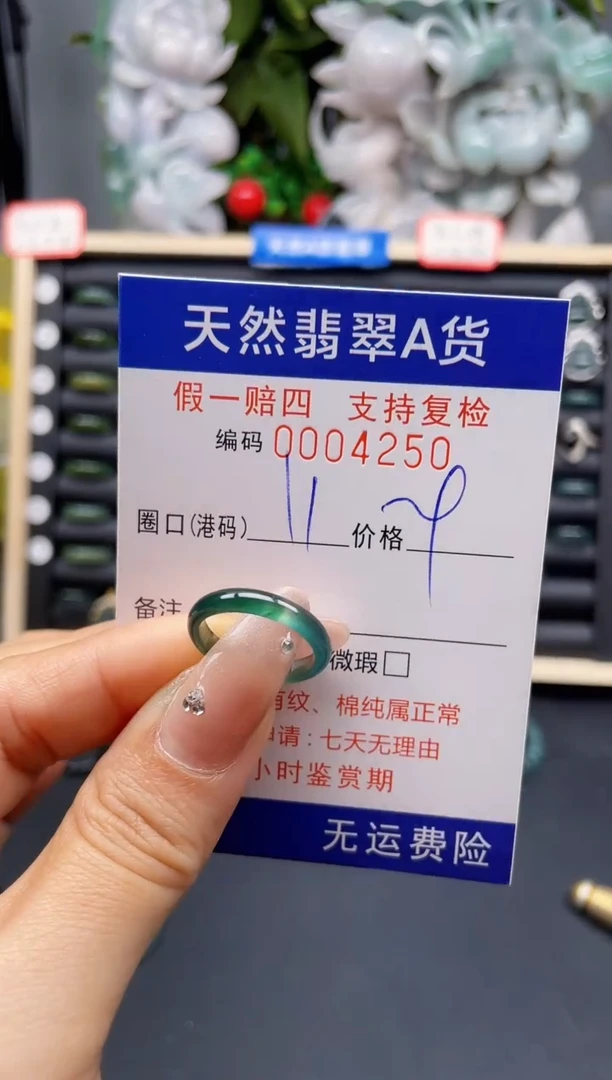 天然翡翠A货
假一赔四 支持复检
编码 0004250
圈口(港码) 11 价格
备注
微瑕□
有纹、棉纯属正常
申请:七天无理由
小时鉴赏期
无运费险